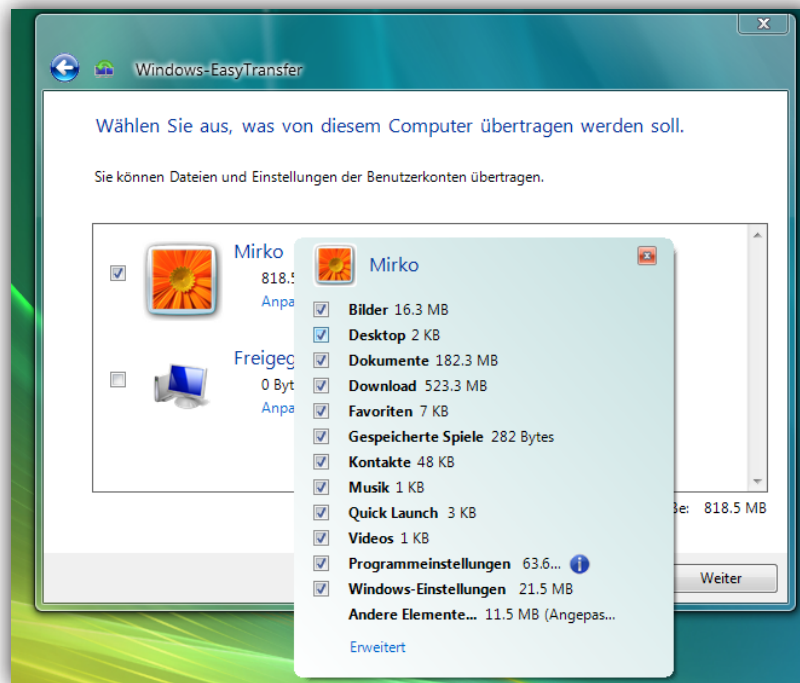 Windows-EasyTransfer
Wählen Sie aus, was von diesem Computer übertragen werden soll.
Sie können Dateien und Einstellungen der Benutzerkonten übertragen.
Mirko
818.5
Anpa
Freigeg
0 Byt
Anpa
Mirko
Bilder 16.3 MB
Desktop 2 KB
Dokumente 182.3 MB
Download 523.3 MB
Favoriten 7 KB
Gespeicherte Spiele 282 Bytes
Kontakte 48 KB
Musik 1 KB
Quick Launch 3 KB
Videos 1 KB
Programmeinstellungen 63.6...
Windows-Einstellungen 21.5 MB
Andere Elemente... 11.5 MB (Angepas...
Erweitert
ße: 818.5 MB
Weiter